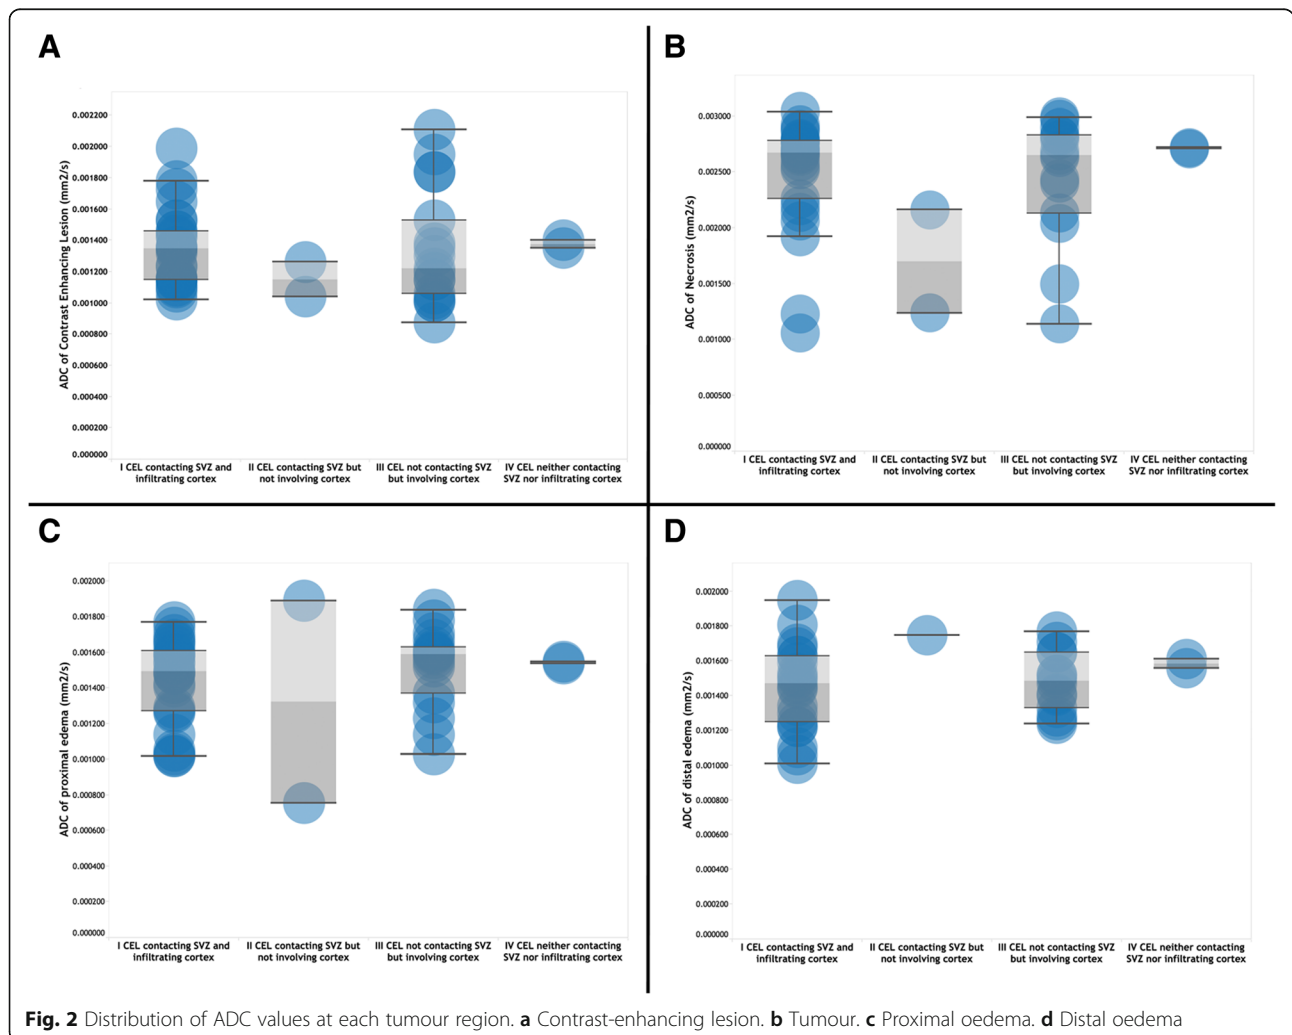 A
ADC of Contrast Enhancing Lesion (mm2/s)
0.002200
0.002000
0.001800
0.001600
0.001400
0.001200
0.001000
0.000800
0.000600
0.000400
0.000200
0.000000
I CEL contacting SVZ and
infiltrating cortex
II CEL contacting SVZ but
not involving cortex
III CEL not contacting SVZ
but involving cortex
IV CEL neither contacting
SVZ nor infiltrating cortex
B
ADC of Necrosis (mm2/s)
0.003000
0.002500
0.002000
0.001500
0.001000
0.000500
0.000000
I CEL contacting SVZ and
infiltrating cortex
II CEL contacting SVZ but
not involving cortex
III CEL not contacting SVZ
but involving cortex
IV CEL neither contacting
SVZ nor infiltrating cortex
C
ADC of proximal edema (mm2/s)
0.002000
0.001800
0.001600
0.001400
0.001200
0.001000
0.000800
0.000600
0.000400
0.000200
0.000000
I CEL contacting SVZ and
infiltrating cortex
II CEL contacting SVZ but
not involving cortex
III CEL not contacting SVZ
but involving cortex
IV CEL neither contacting
SVZ nor infiltrating cortex
D
ADC of distal edema (mm2/s)
0.002000
0.001800
0.001600
0.001400
0.001200
0.001000
0.000800
0.000600
0.000400
0.000200
0.000000
I CEL contacting SVZ and
infiltrating cortex
II CEL contacting SVZ but
not involving cortex
III CEL not contacting SVZ
but involving cortex
IV CEL neither contacting
SVZ nor infiltrating cortex
Fig. 2 Distribution of ADC values at each tumour region. a Contrast-enhancing lesion. b Tumour. c Proximal oedema. d Distal oedema